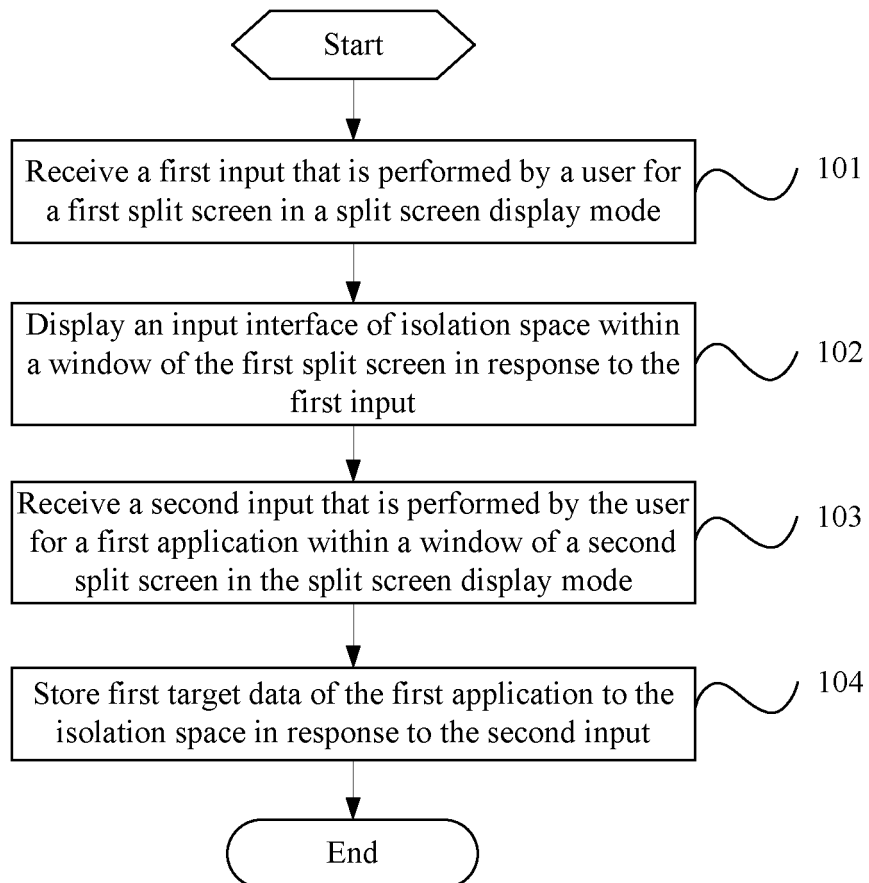 Start
Receive a first input that is performed by a user for
a first split screen in a split screen display mode
101
Display an input interface of isolation space within
a window of the first split screen in response to the
first input
102
Receive a second input that is performed by the user
for a first application within a window of a second
split screen in the split screen display mode
103
Store first target data of the first application to the
isolation space in response to the second input
104
End